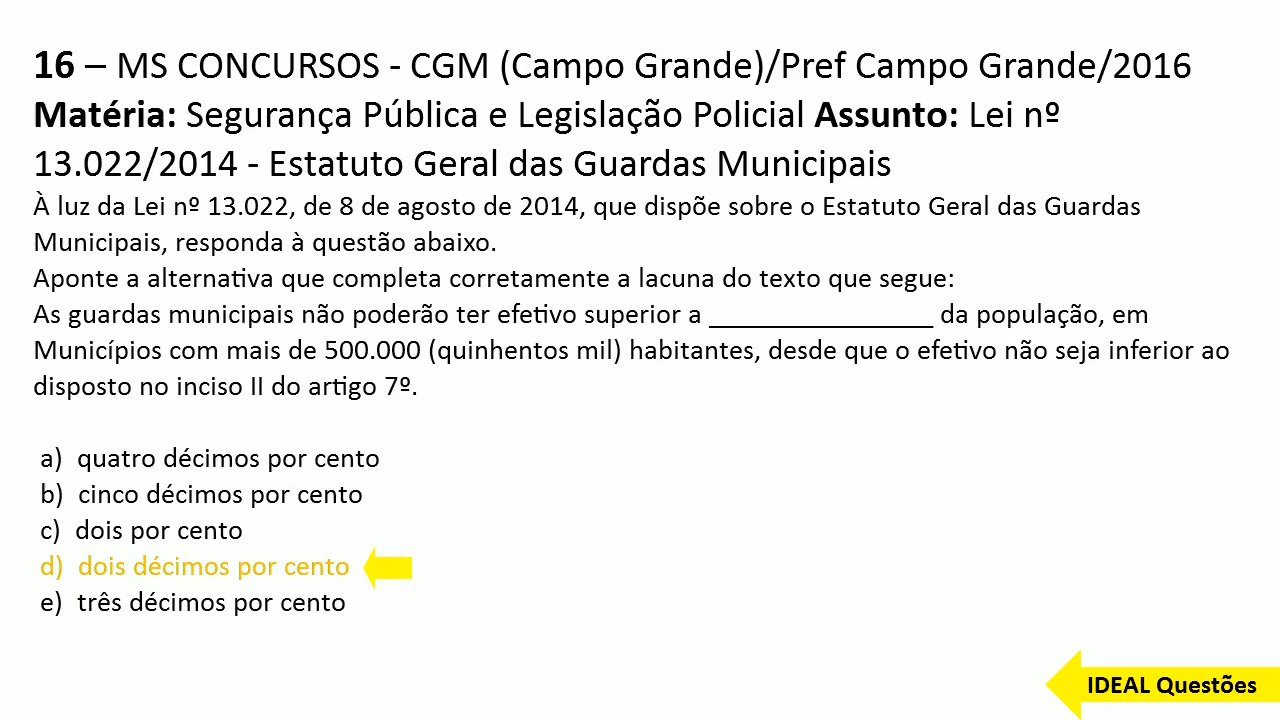 16 – MS CONCURSOS - CGM (Campo Grande)/Pref Campo Grande/2016
Matéria: Segurança Pública e Legislação Policial Assunto: Lei nº
13.022/2014 - Estatuto Geral das Guardas Municipais
À luz da Lei nº 13.022, de 8 de agosto de 2014, que dispõe sobre o Estatuto Geral das Guardas
Municipais, responda à questão abaixo.
Aponte a alternativa que completa corretamente a lacuna do texto que segue:
As guardas municipais não poderão ter efetivo superior a ________________ da população, em
Municípios com mais de 500.000 (quinhentos mil) habitantes, desde que o efetivo não seja inferior ao
disposto no inciso II do artigo 7º.
a) quatro décimos por cento
b) cinco décimos por cento
c) dois por cento
d) dois décimos por cento
e) três décimos por cento
IDEAL Questões